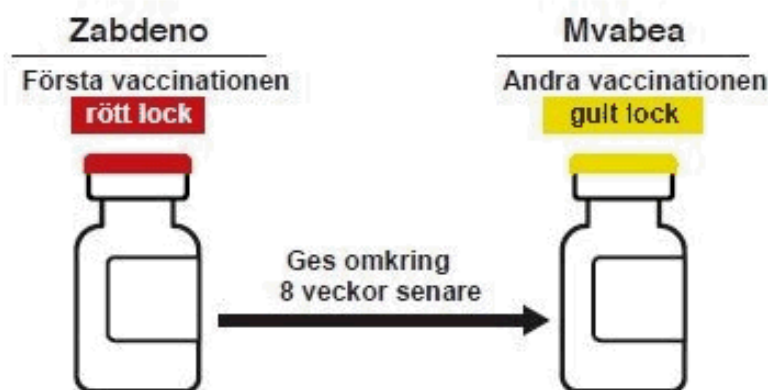 Zabdeno
Första vaccinationen
rött lock
Mvabea
Andra vaccinationen
gult lock
Ges omkring
8 veckor senare